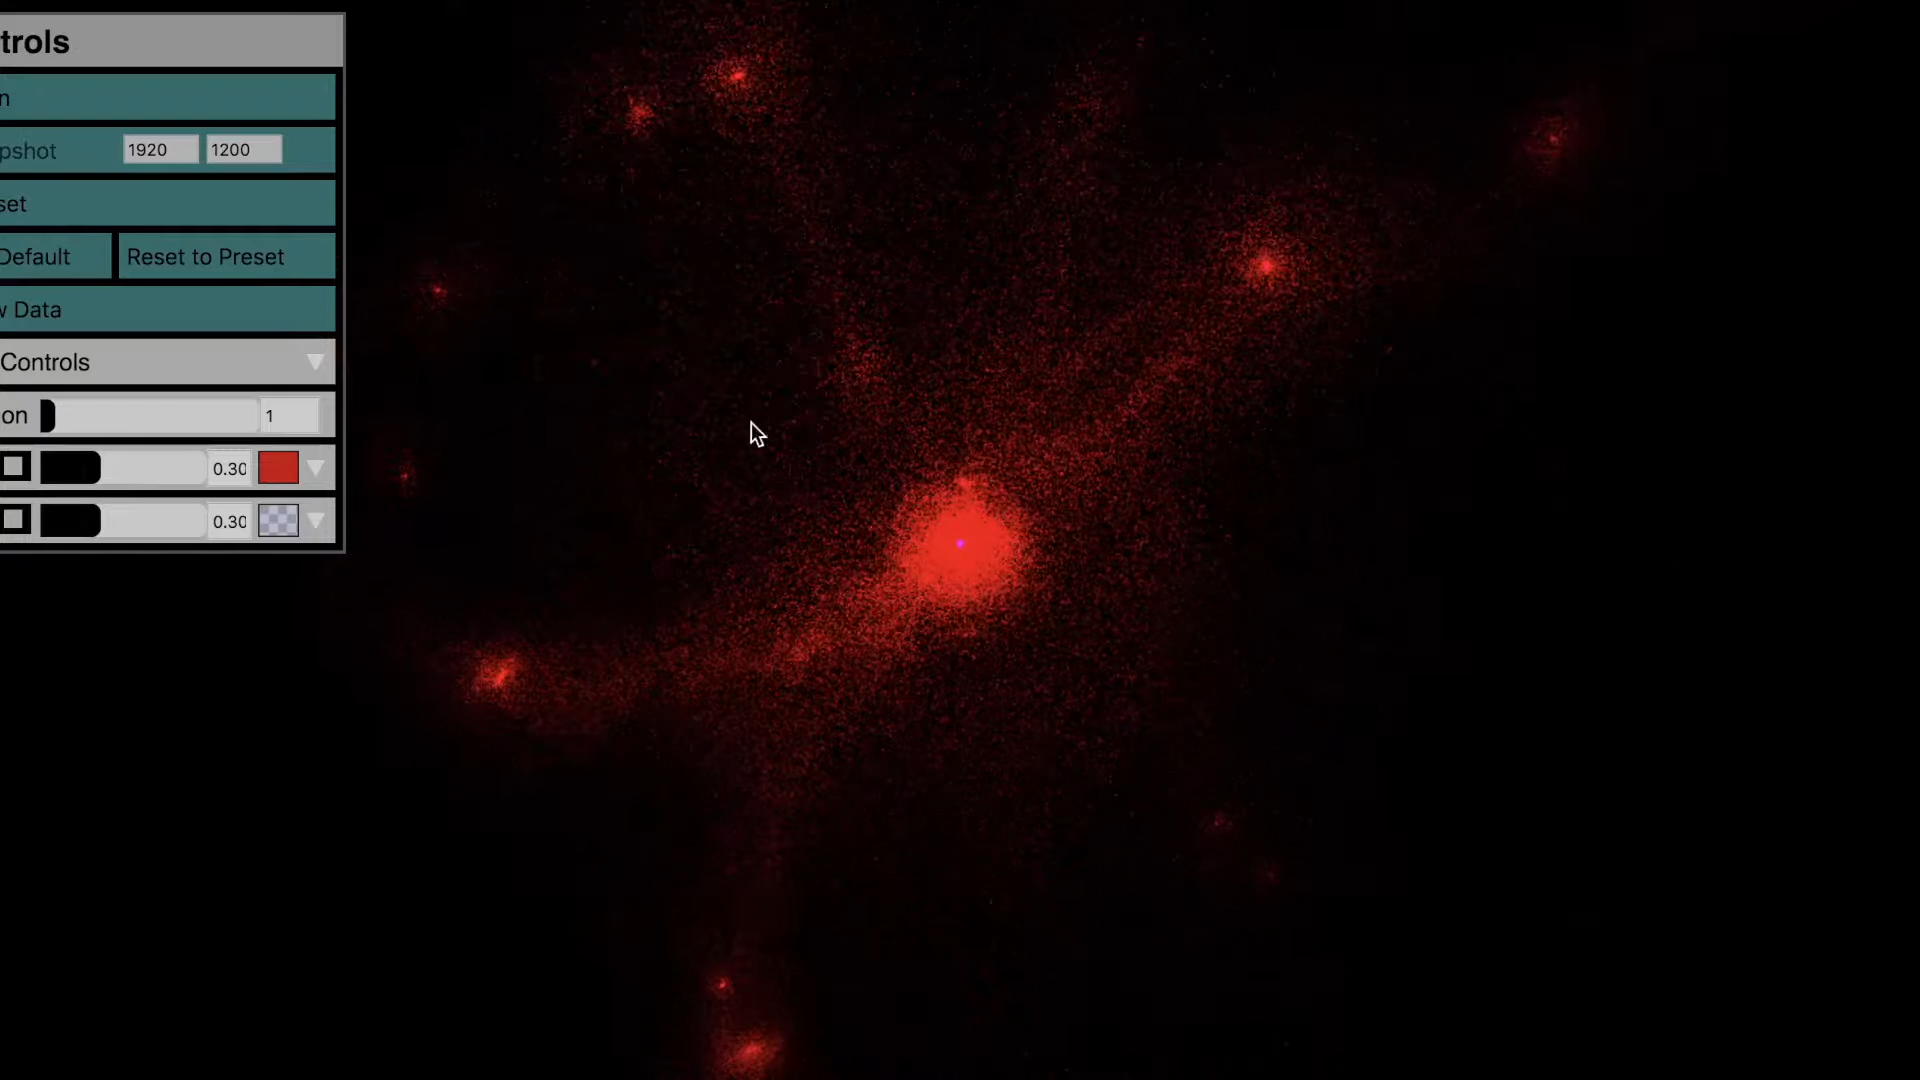 trols
n
pshot 1920 1200
set
Default Reset to Preset
w Data
Controls
on 1
0.30
0.30